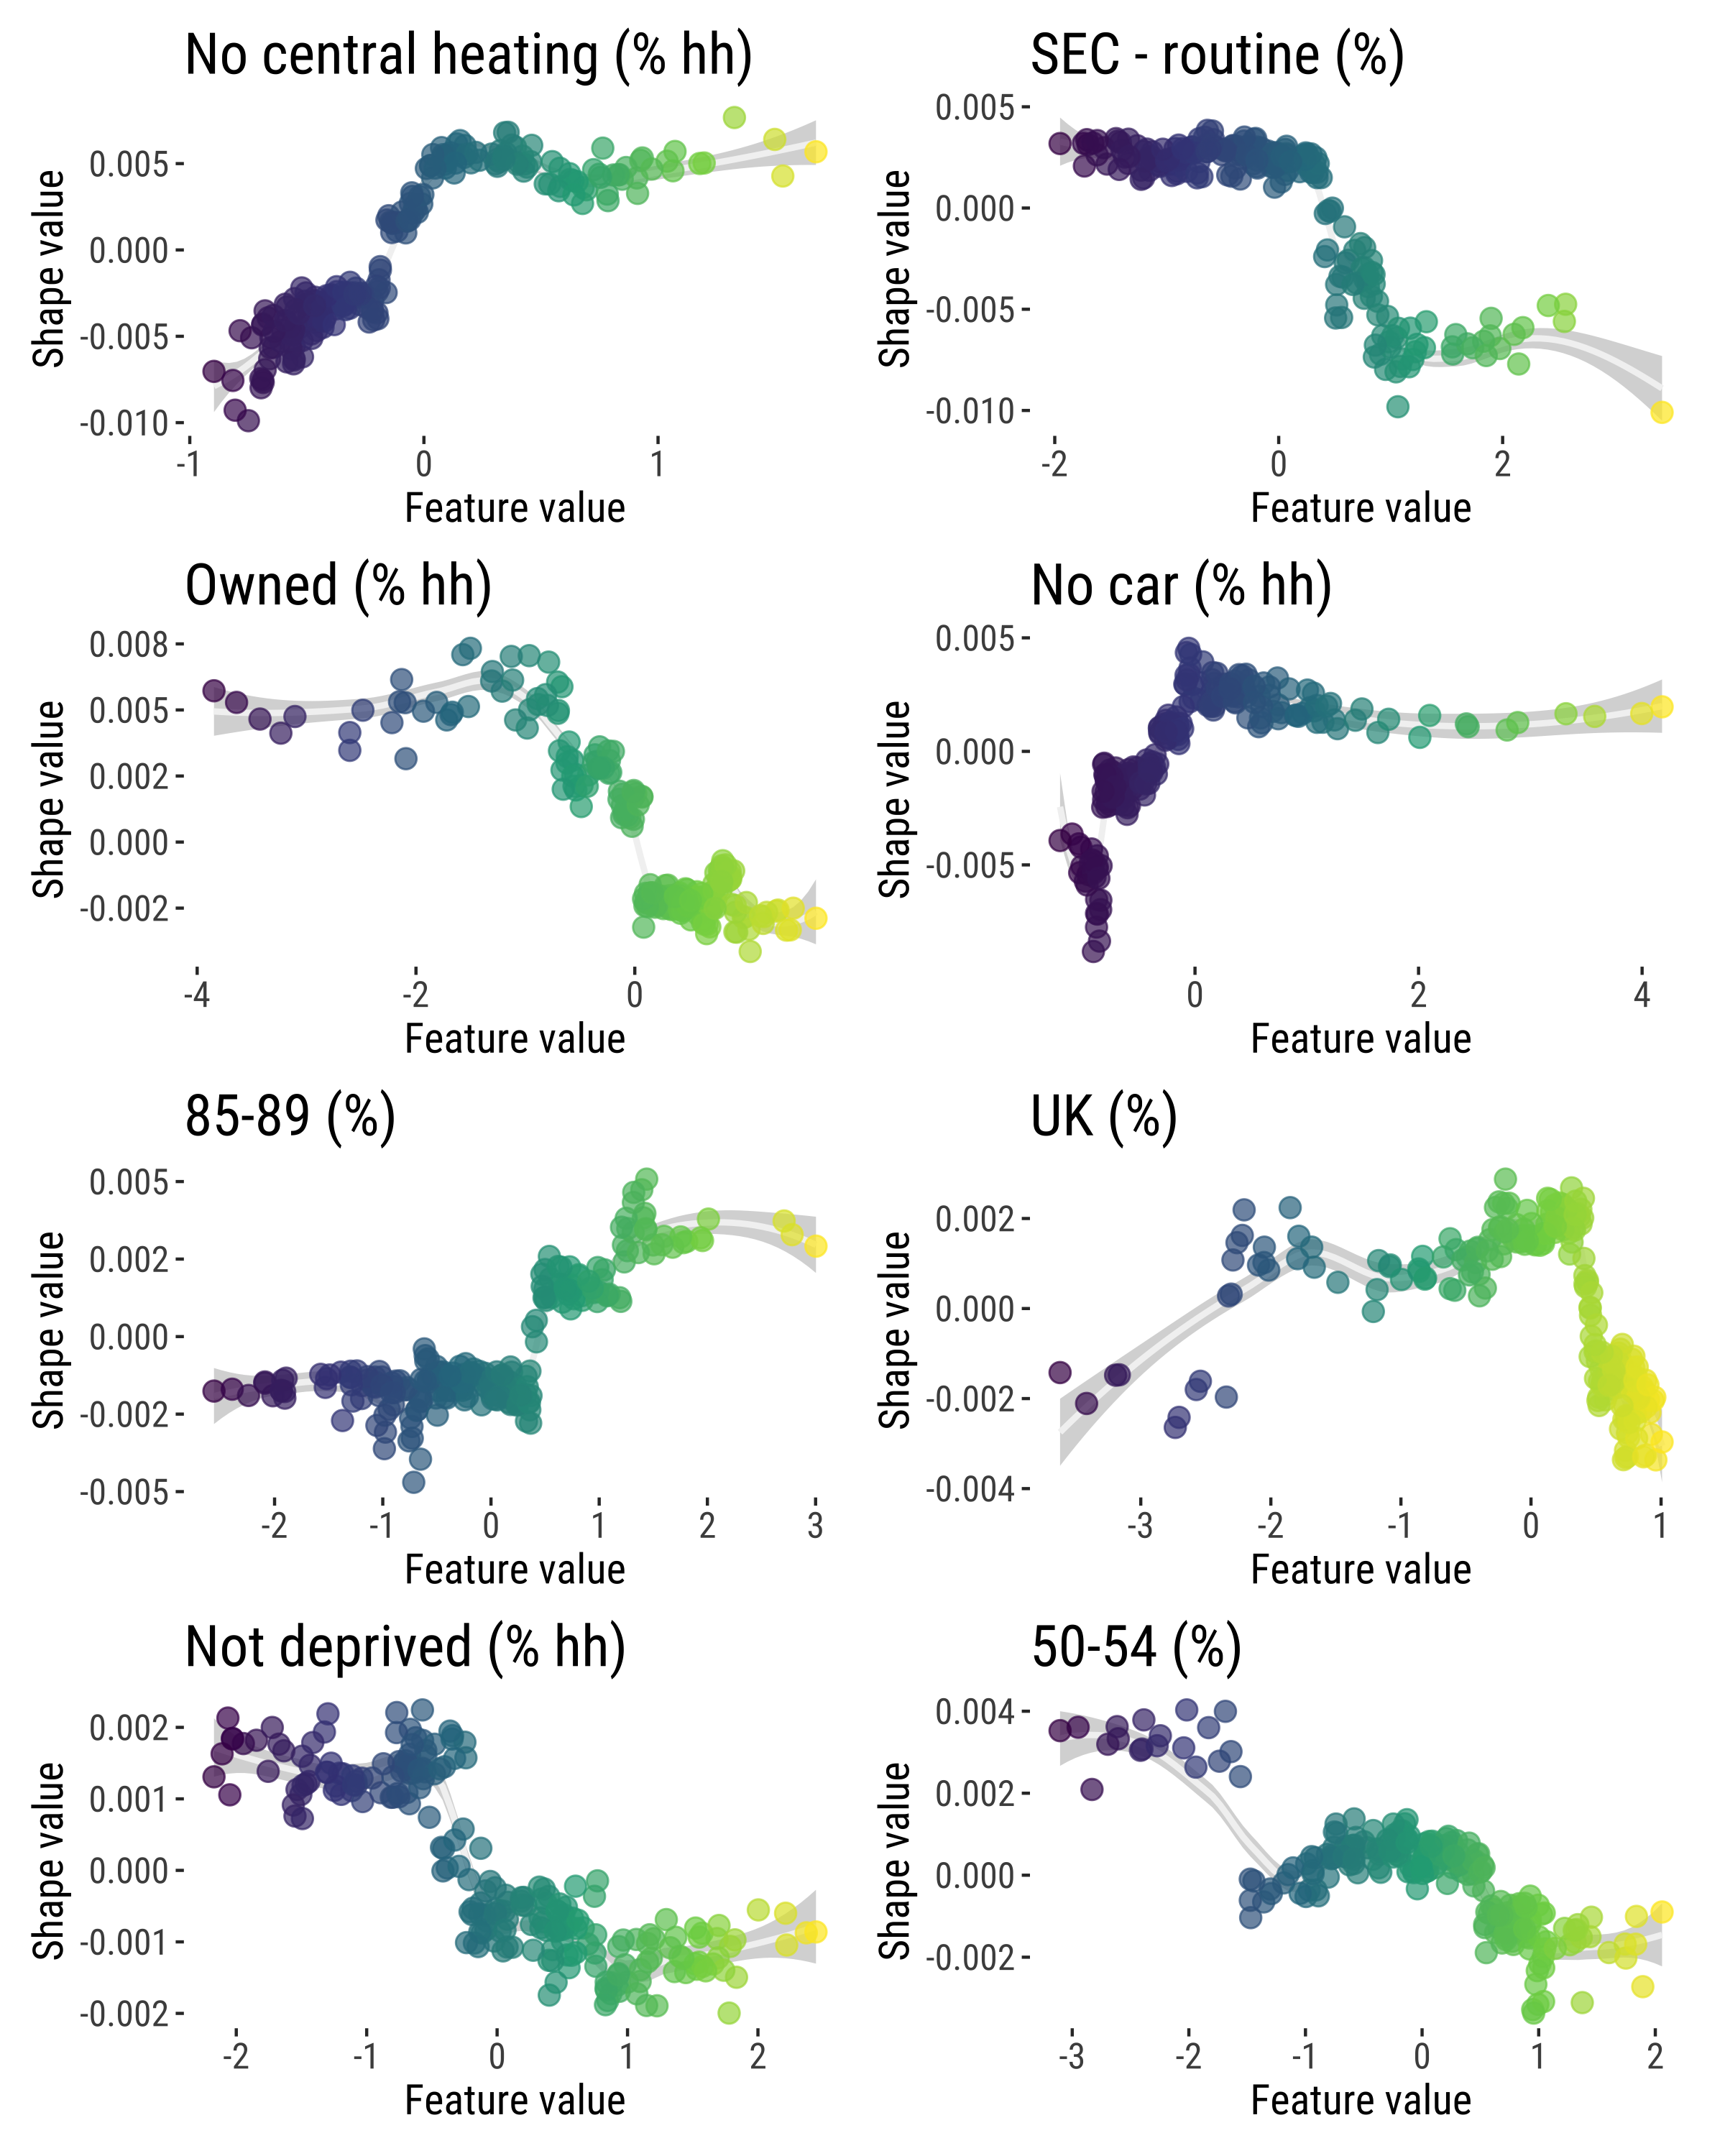 No central heating (% hh)
Shape value
0.005
0.000
-0.005
-0.010
-1 0 1
Feature value
SEC - routine (%)
Shape value
0.005
0.000
-0.005
-0.010
-2 0 2
Feature value
Owned (% hh)
Shape value
0.008
0.005
0.002
0.000
-0.002
-4 -2 0
Feature value
No car (% hh)
Shape value
0.005
0.000
-0.005
0 2 4
Feature value
85-89 (%)
Shape value
0.005
0.002
0.000
-0.002
-0.005
-2 -1 0 1 2 3
Feature value
UK (%)
Shape value
0.002
0.000
-0.002
-0.004
-3 -2 -1 0 1
Feature value
Not deprived (% hh)
Shape value
0.002
0.001
0.000
-0.001
-0.002
-2 -1 0 1 2
Feature value
50-54 (%)
Shape value
0.004
0.002
0.000
-0.002
-3 -2 -1 0 1 2
Feature value